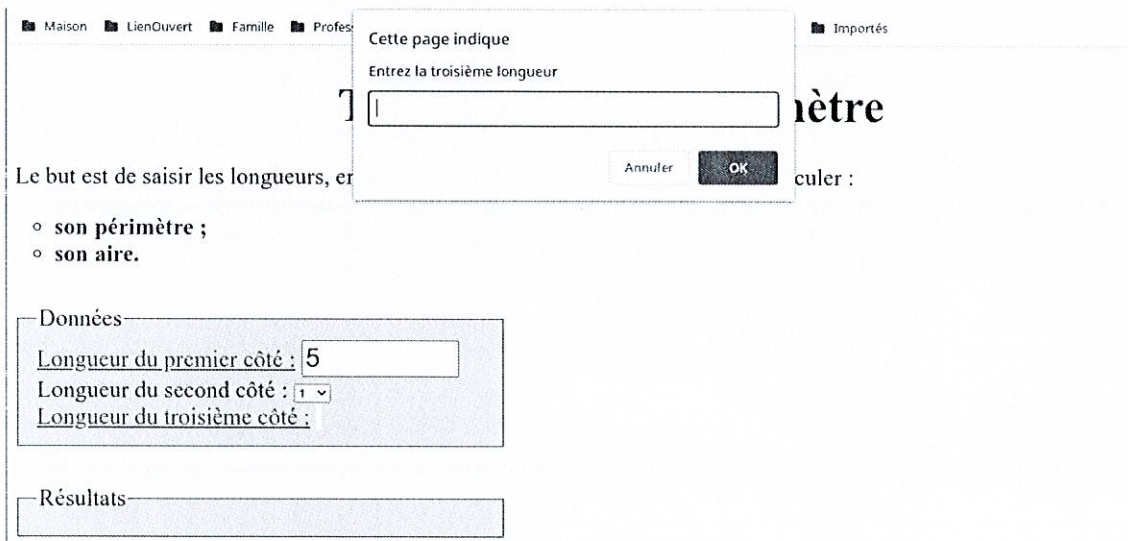 Maison LienOuvert Famille Profes
Importés
Cette page indique
Entrez la troisième longueur
T
nètre
Annuler OK
Le but est de saisir les longueurs, en
culer :
son périmètre ;
son aire.
Données
Longueur du premier côté : 5
Longueur du second côté : 1
Longueur du troisième côté :
Résultats